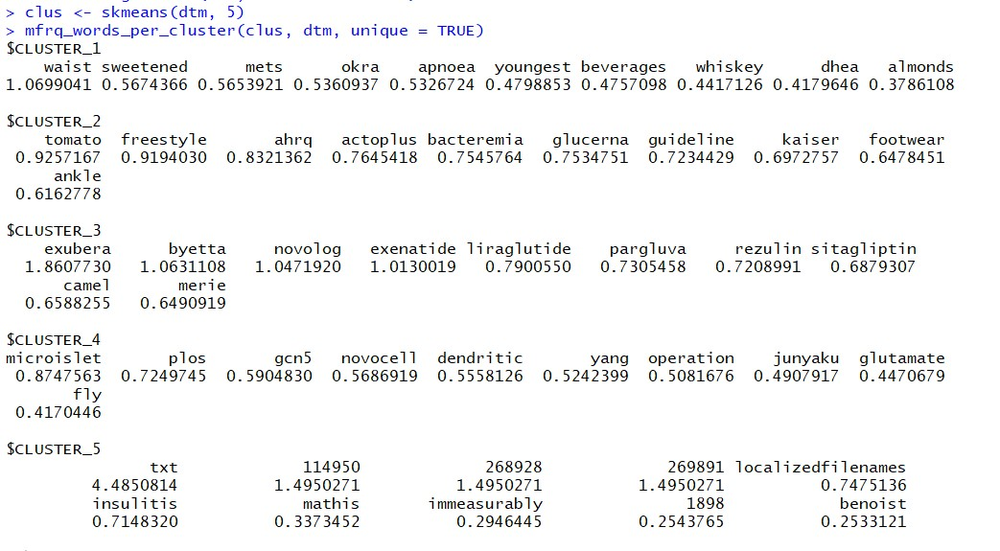 > clus <- skmeans(dtm, 5)
> mfrq_words_per_cluster(clus, dtm, unique = TRUE)
$CLUSTER_1
waist sweetened mets okra apnoea youngest beverages whiskey dhea almonds
1.0699041 0.5674366 0.5653921 0.5360937 0.5326724 0.4798853 0.4757098 0.4417126 0.4179646 0.3786108
$CLUSTER_2
tomato freestyle ahrq actoplus bacteremia glucerna guideline kaiser footwear
0.9257167 0.9194030 0.8321362 0.7645418 0.7545764 0.7534751 0.7234429 0.6972757 0.6478451
ankle
0.6162778
$CLUSTER_3
exubera byetta novolog exenatide liraglutide pargluva rezulin sitagliptin
1.8607730 1.0631108 1.0471920 1.0130019 0.7900550 0.7305458 0.7208991 0.6879307
camel merie
0.6588255 0.6490919
$CLUSTER_4
microislet plos gcn5 novocell dendritic yang operation junyaku glutamate
0.8747563 0.7249745 0.5904830 0.5686919 0.5558126 0.5242399 0.5081676 0.4907917 0.4470679
fly
0.4170446
$CLUSTER_5
txt 114950 268928 269891 localizedfilenames
4.4850814 1.4950271 1.4950271 1.4950271 0.7475136
insulitis mathis immeasurably 1898 benoist
0.7148320 0.3373452 0.2946445 0.2543765 0.2533121